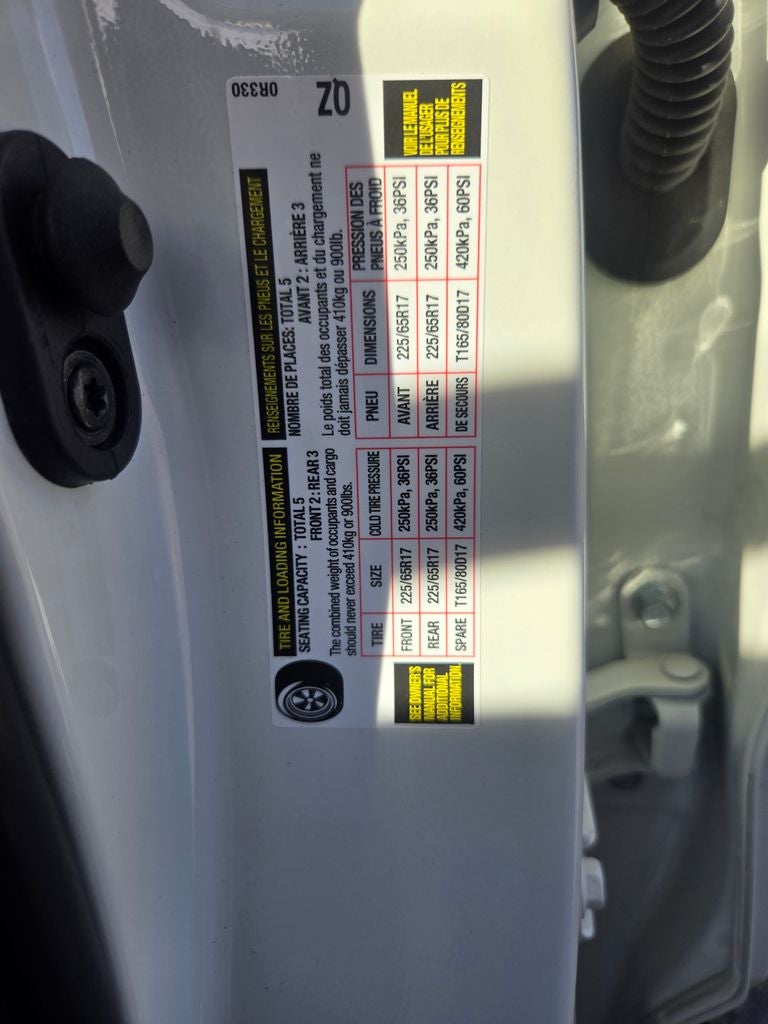 TIRE AND LOADING INFORMATION
SEATING CAPACITY : TOTAL 5
FRONT 2 : REAR 3
The combined weight of occupants and cargo
should never exceed 410kg or 900lbs.
TIRE SIZE COLD TIRE PRESSURE
FRONT 225/65R17 250kPa, 36PSI
REAR 225/65R17 250kPa, 36PSI
SPARE T165/80D17 420kPa, 60PSI
SEE OWNER'S
MANUAL FOR
ADDITIONAL
INFORMATION.
RENSEIGNEMENTS SUR LES PNEUS ET LE CHARGEMENT
NOMBRE DE PLACES: TOTAL 5
AVANT 2 : ARRIÈRE 3
Le poids total des occupants et du chargement ne
doit jamais dépasser 410kg ou 900lb.
PNEU DIMENSIONS PRESSION DES
PNEUS À FROID
AVANT 225/65R17 250kPa, 36PSI
ARRIÈRE 225/65R17 250kPa, 36PSI
DE SECOURS T165/80D17 420kPa, 60PSI
0R330
QZ
VOIR LE MANUEL
DE L'USAGER
POUR PLUS DE
RENSEIGNEMENTS